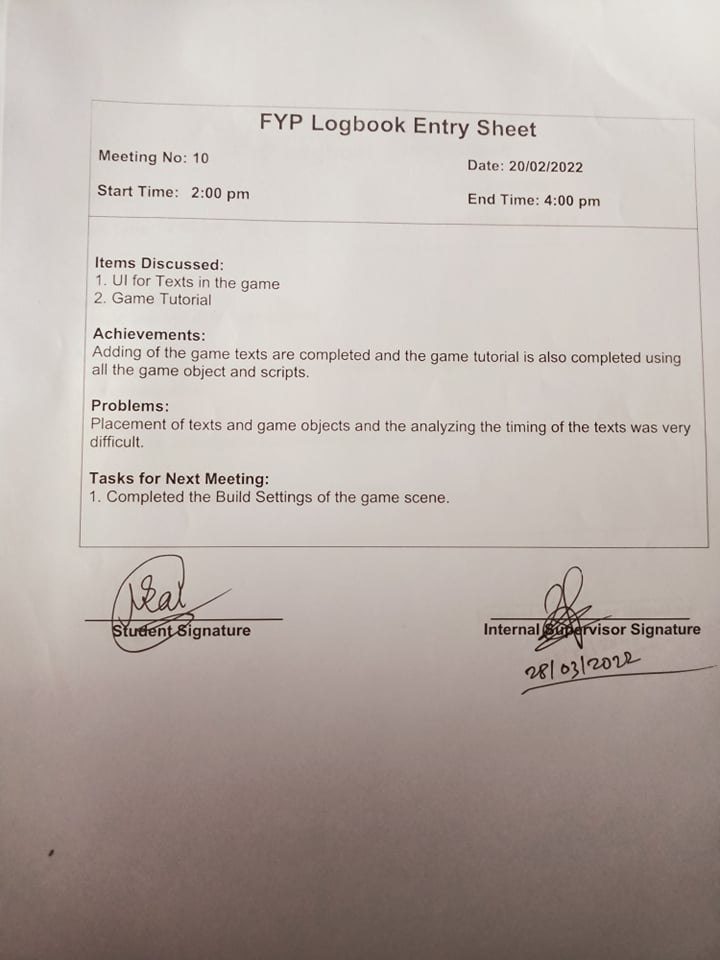 FYP Logbook Entry Sheet
Meeting No: 10
Date: 20/02/2022
Start Time: 2:00 pm
End Time: 4:00 pm
Items Discussed:
1. UI for Texts in the game
2. Game Tutorial
Achievements:
Adding of the game texts are completed and the game tutorial is also completed using
all the game object and scripts.
Problems:
Placement of texts and game objects and the analyzing the timing of the texts was very
difficult.
Tasks for Next Meeting:
1. Completed the Build Settings of the game scene.
Student Signature
Internal Supervisor Signature
28/03/2022